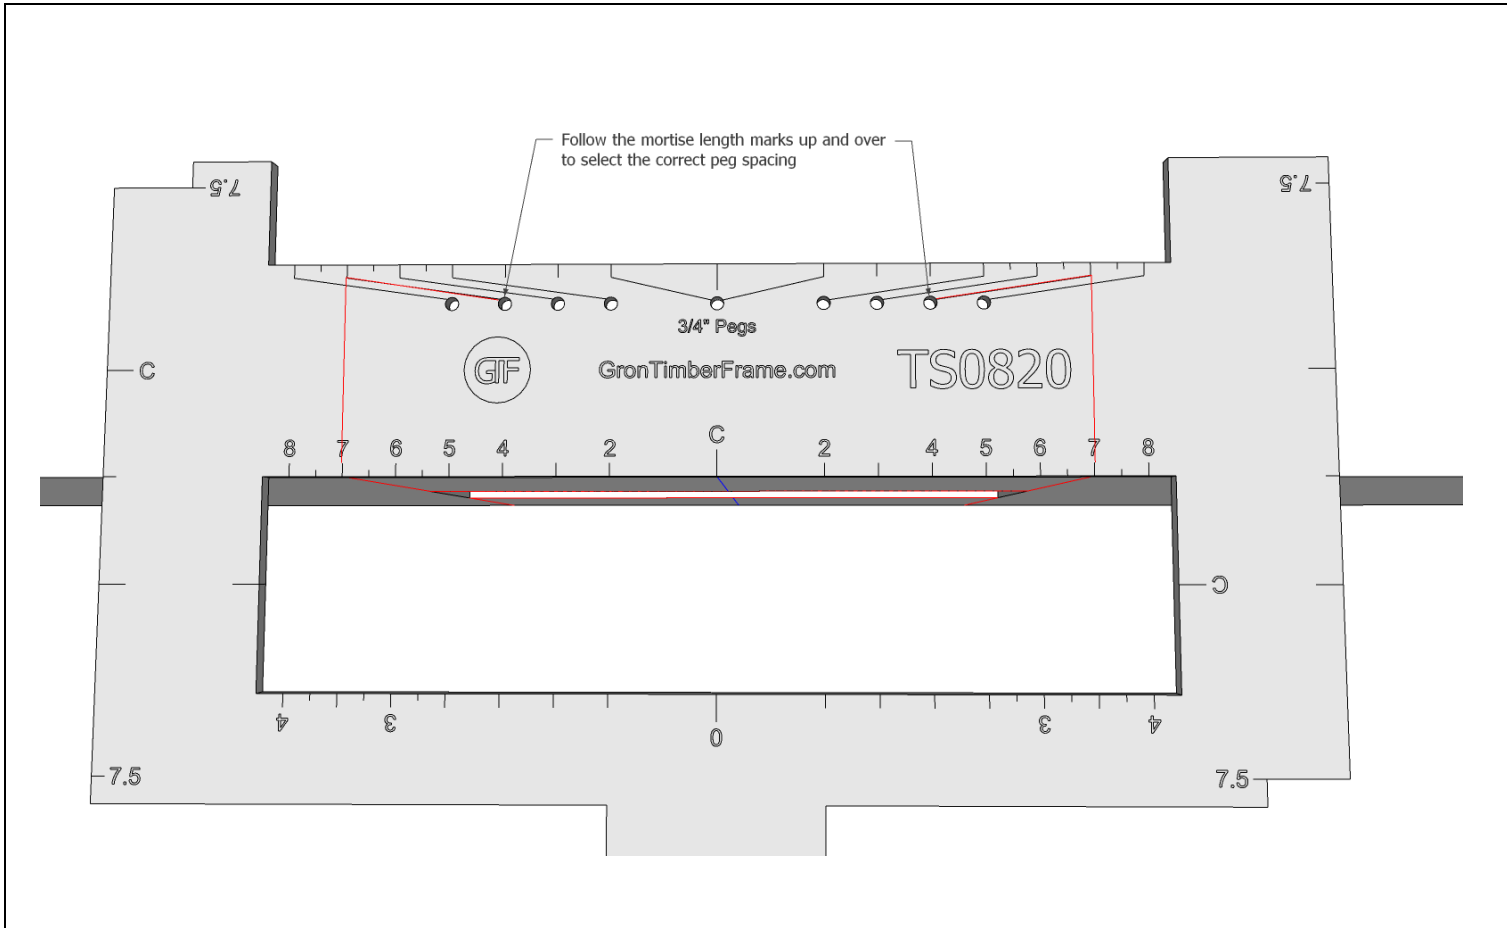 Follow the mortise length marks up and over
to select the correct peg spacing
7.5
7.5
3/4" Pegs
C
GTF
GronTimberFrame.com
TS0820
8 7 6 5 4 2 C 2 4 5 6 7 8
C
4 3 0 3 4
7.5
7.5